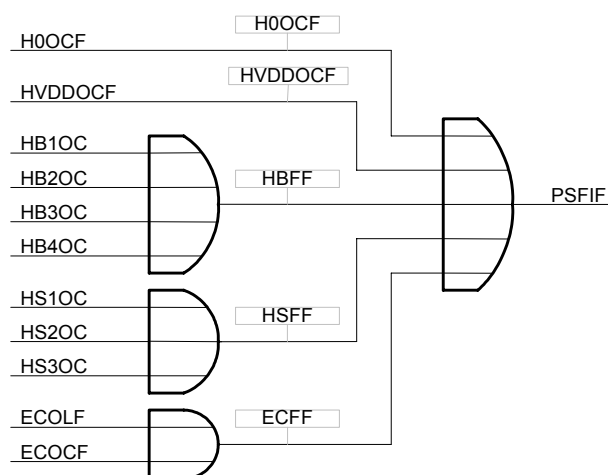 H0OCF
H0OCF
HVDDOCF
HVDDOCF
HB1OC
HB2OC
HB3OC
HB4OC
HBFF
PSFIF
HS1OC
HS2OC
HS3OC
HSFF
ECOLF
ECOCF
ECFF